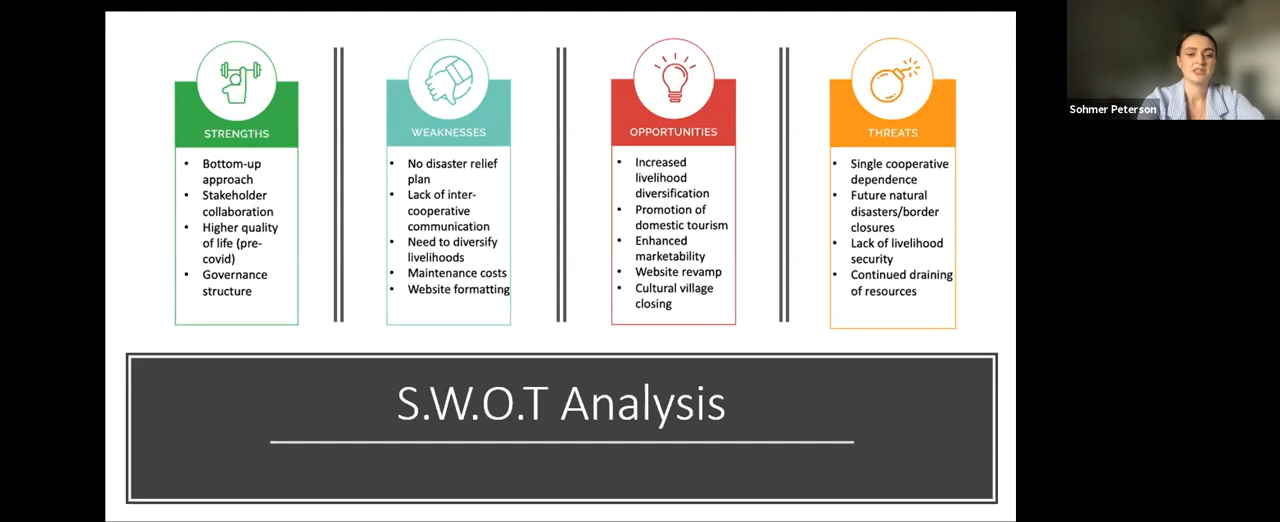 STRENGTHS
Bottom-up
approach
Stakeholder
collaboration
Higher quality
of life (pre-
covid)
Governance
structure
WEAKNESSES
No disaster relief
plan
Lack of inter-
cooperative
communication
Need to diversify
livelihoods
Maintenance costs
Website formatting
OPPORTUNITIES
Increased
livelihood
diversification
Promotion of
domestic tourism
Enhanced
marketability
Website revamp
Cultural village
closing
THREATS
Single cooperative
dependence
Future natural
disasters/border
closures
Lack of livelihood
security
Continued draining
of resources
S.W.O.T Analysis
Sohmer Peterson